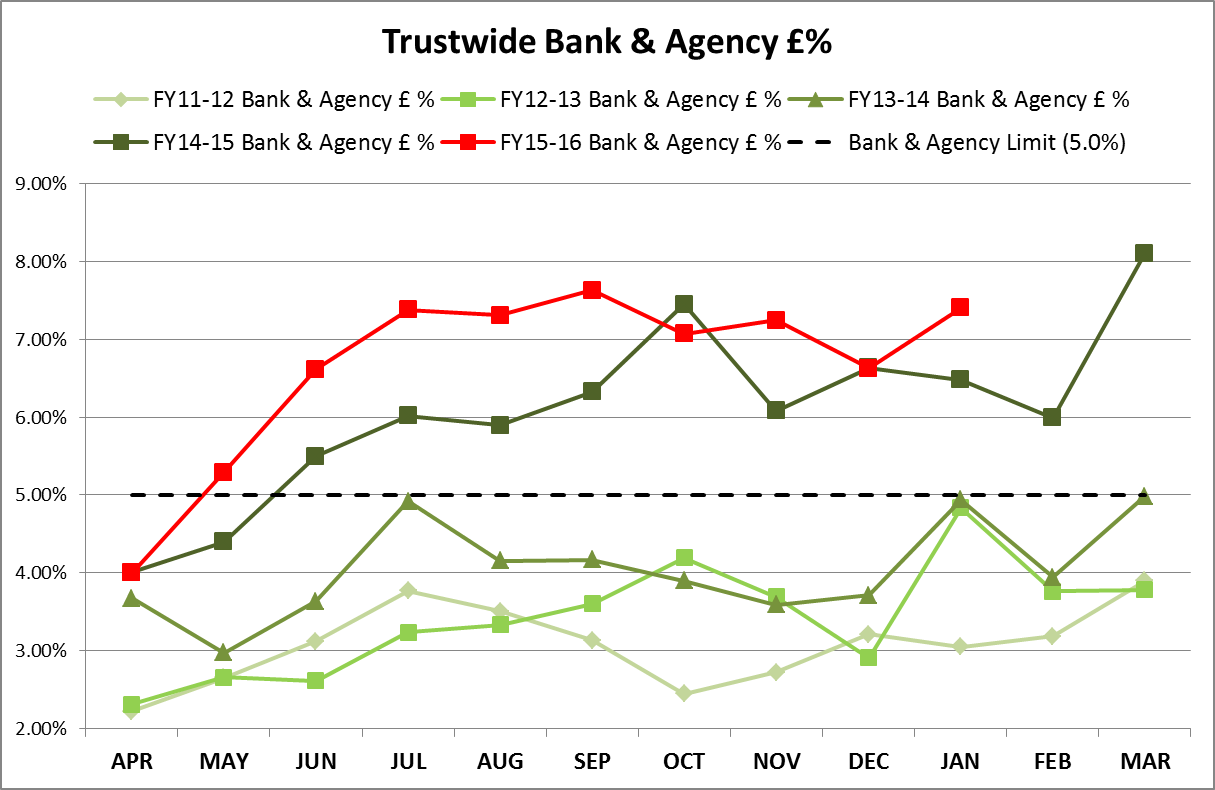 Trustwide Bank & Agency £%
FY11-12 Bank & Agency £ % FY12-13 Bank & Agency £ % FY13-14 Bank & Agency £ %
FY14-15 Bank & Agency £ % FY15-16 Bank & Agency £ % Bank & Agency Limit (5.0%)
9.00%
8.00%
7.00%
6.00%
5.00%
4.00%
3.00%
2.00%
APR MAY JUN JUL AUG SEP OCT NOV DEC JAN FEB MAR